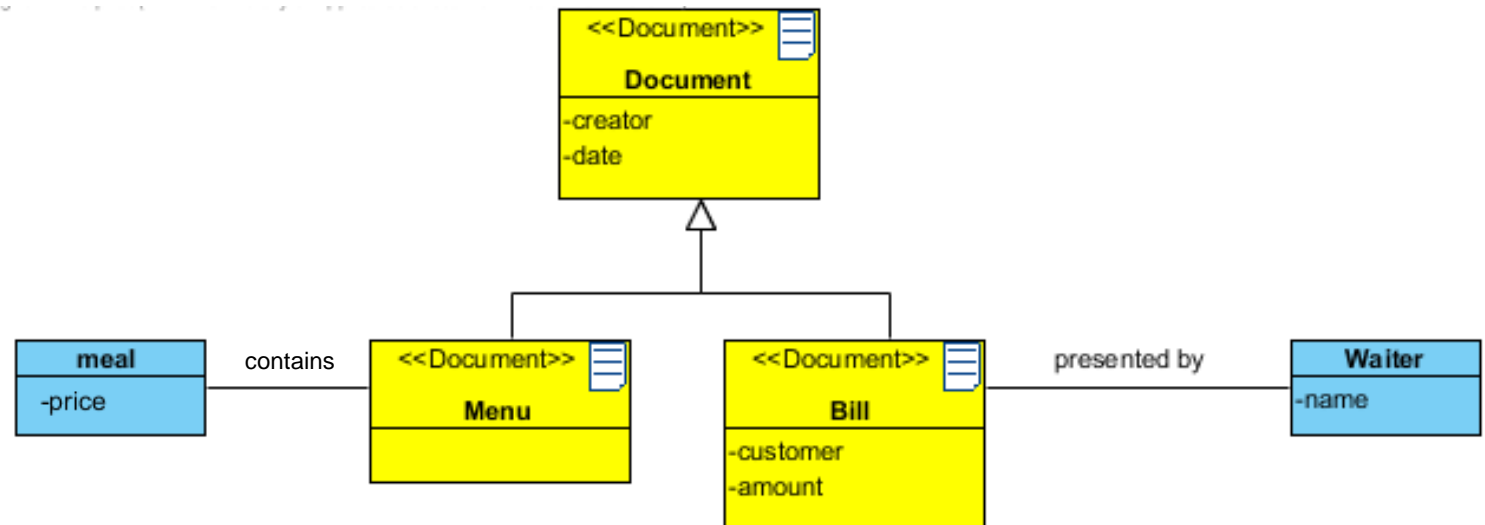 <<Document>>
Document
-creator
-date
meal
-price
contains
<<Document>>
Menu
<<Document>>
Bill
-customer
-amount
presented by
Waiter
-name